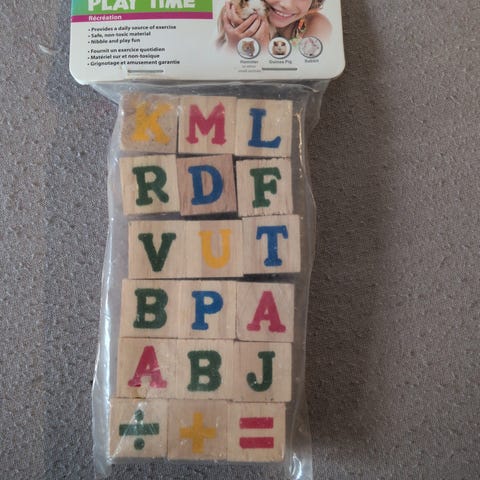 PLAY TIME
Récréation
• Provides a daily source of exercise
• Safe, non-toxic material
• Nibble and play fun
• Fournit un exercice quotidien
• Matériel sur et non-toxique
• Grignotage et amusement garantie
Hamster
Guinea Pig
Rabbit
K M L
R D F
V U T
B P A
A B J
÷ + =